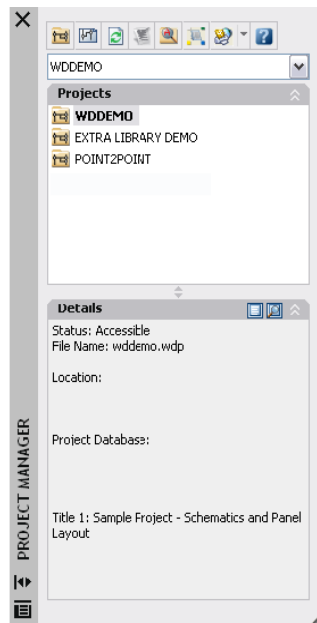 WDDEMO
Projects
WDDEMO
EXTRA LIBRARY DEMO
POINT2POINT
Details
Status: Accessible
File Name: wddemo.wdp
Location:
Project Database:
Title 1: Sample Project - Schematics and Panel
Layout
PROJECT MANAGER